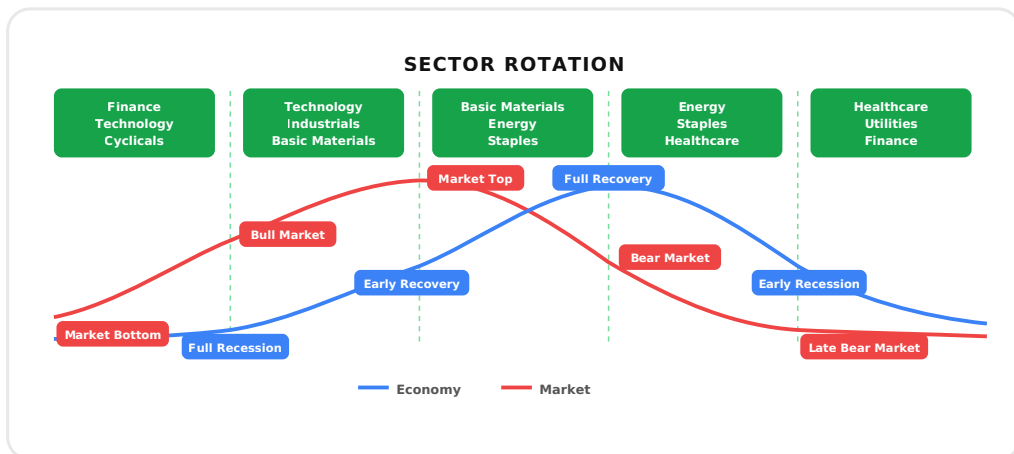 SECTOR ROTATION
Finance
Technology
Cyclicals
Technology
Industrials
Basic Materials
Basic Materials
Energy
Staples
Energy
Staples
Healthcare
Healthcare
Utilities
Finance
Market Top
Full Recovery
Bull Market
Bear Market
Early Recovery
Early Recession
Market Bottom
Full Recession
Late Bear Market
Economy
Market